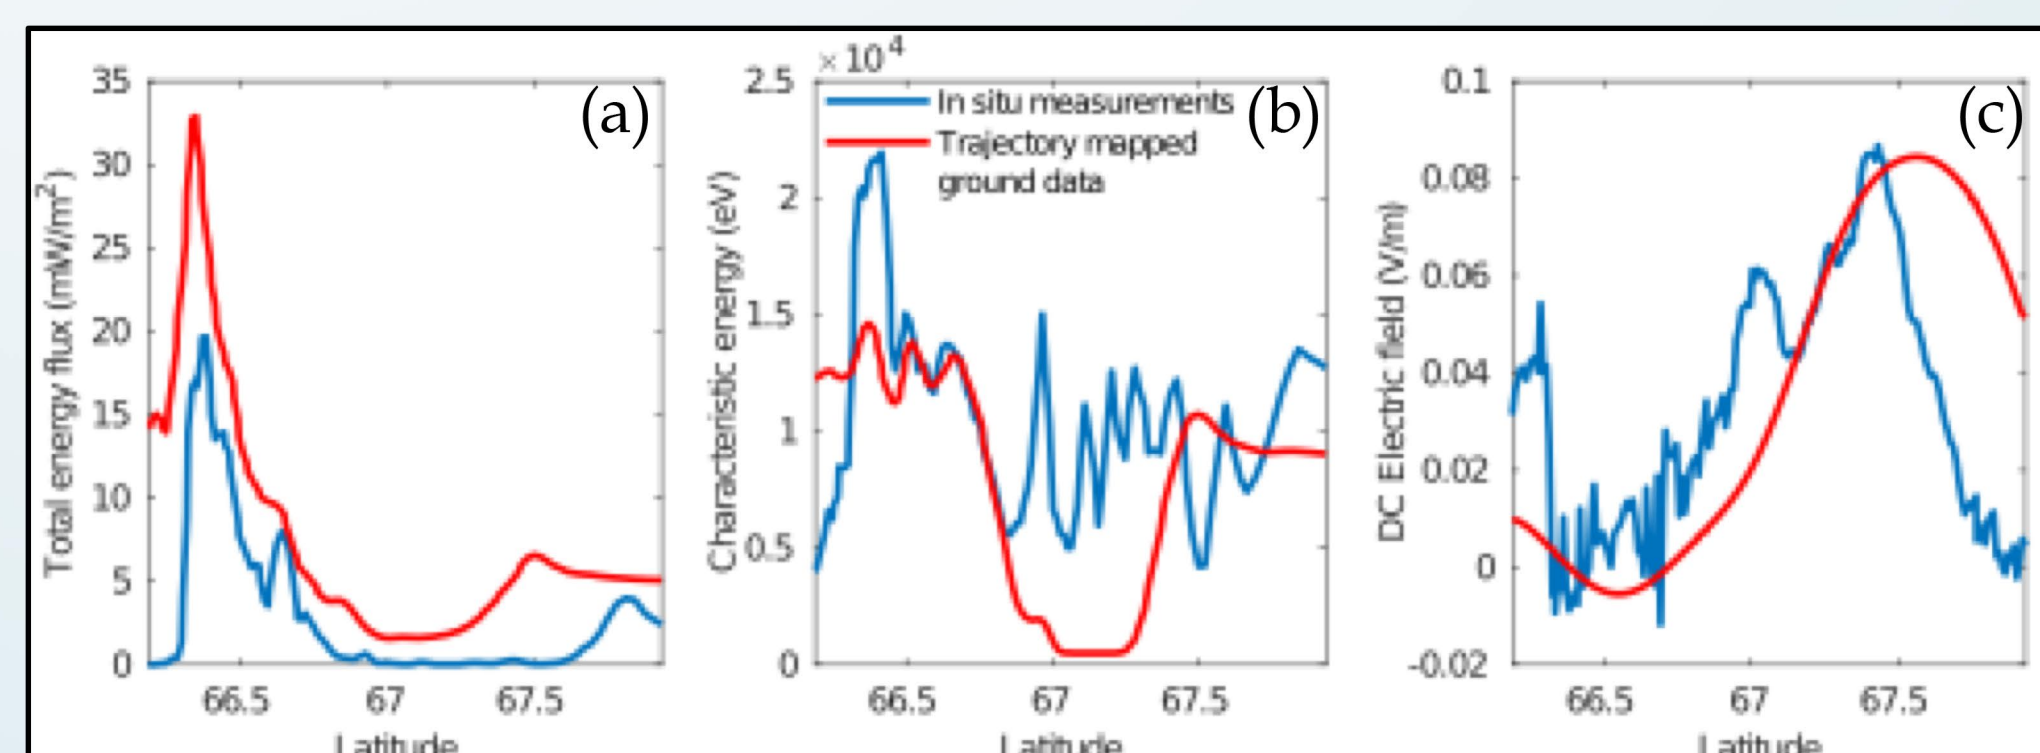 (a)
35
30
25
20
15
10
5
0
Total energy flux (mW/m²)
66.5 67 67.5
Latitude
× 10⁴
(b)
In situ measurements
Trajectory mapped
ground data
2.5
2
1.5
1
0.5
0
Characteristic energy (eV)
66.5 67 67.5
Latitude
(c)
0.1
0.08
0.06
0.04
0.02
0
-0.02
DC Electric field (V/m)
66.5 67 67.5
Latitude